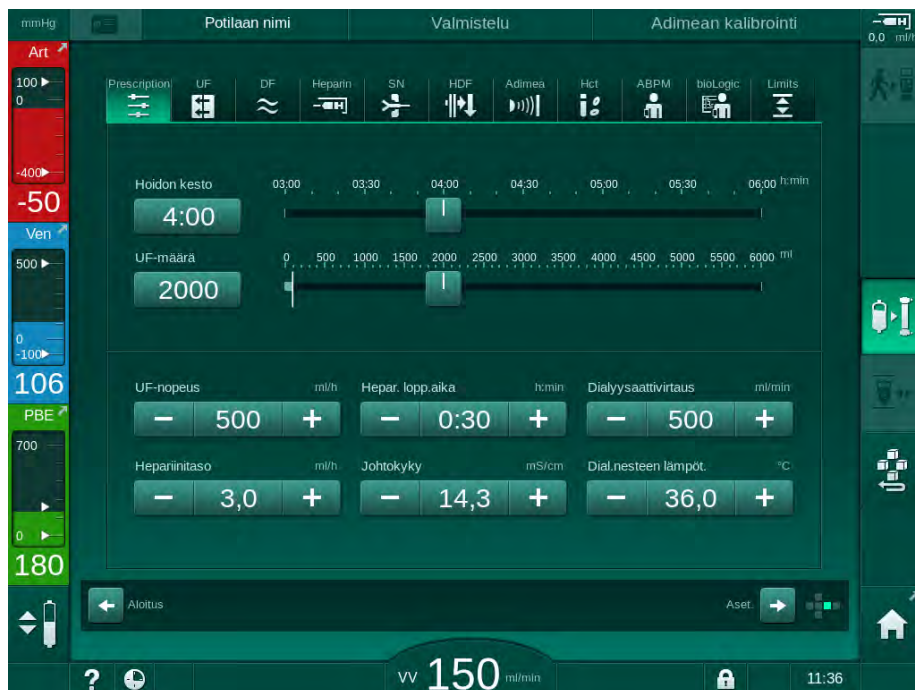 mmHg Potilaan nimi Valmistelu Adimean kalibrointi
0,0 ml/h
Art
100
0
-400
-50
Ven
500
0
-100
106
PBE
700
0
180
Prescription UF DF Heparin SN HDF Adimea Hct ABPM bioLogic Limits
Hoidon kesto 03:00 03:30 04:00 04:30 05:00 05:30 06:00 h:min
4:00
UF-määrä 0 500 1000 1500 2000 2500 3000 3500 4000 4500 5000 5500 6000 ml
2000
UF-nopeus ml/h Hepar. lopp.aika h:min Dialyysaattivirtaus ml/min
− 500 + − 0:30 + − 500 +
Hepariinitaso ml/h Johtokyky mS/cm Dial.nesteen lämpöt. °C
− 3,0 + − 14,3 + − 36,0 +
Aloitus Aset.
? VV 150 ml/min 11:36